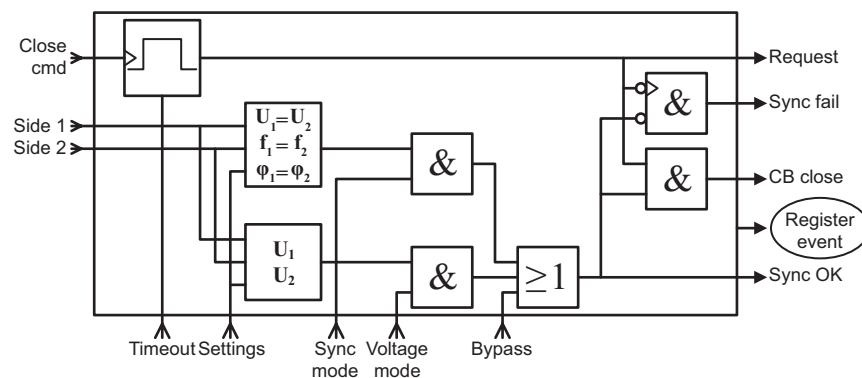 Close
cmd
Request
U₁=U₂
f₁=f₂
φ₁=φ₂
&
Sync fail
Side 1
Side 2
&
&
CB close
Register
event
U₁
U₂
&
≥1
Sync OK
Timeout
Settings
Sync
mode
Voltage
mode
Bypass